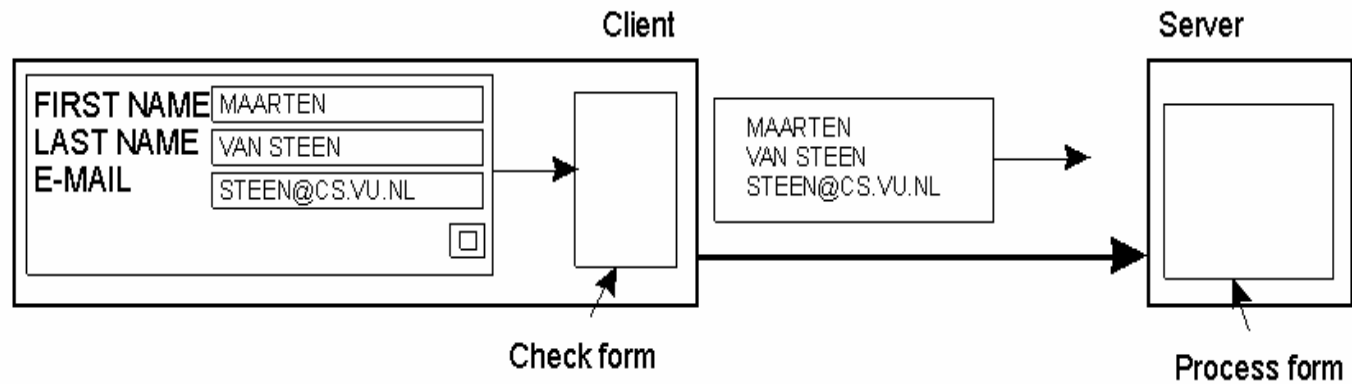 Client
Server
FIRST NAME MAARTEN
LAST NAME VAN STEEN
E-MAIL STEEN@CS.VU.NL
MAARTEN
VAN STEEN
STEEN@CS.VU.NL
Check form
Process form